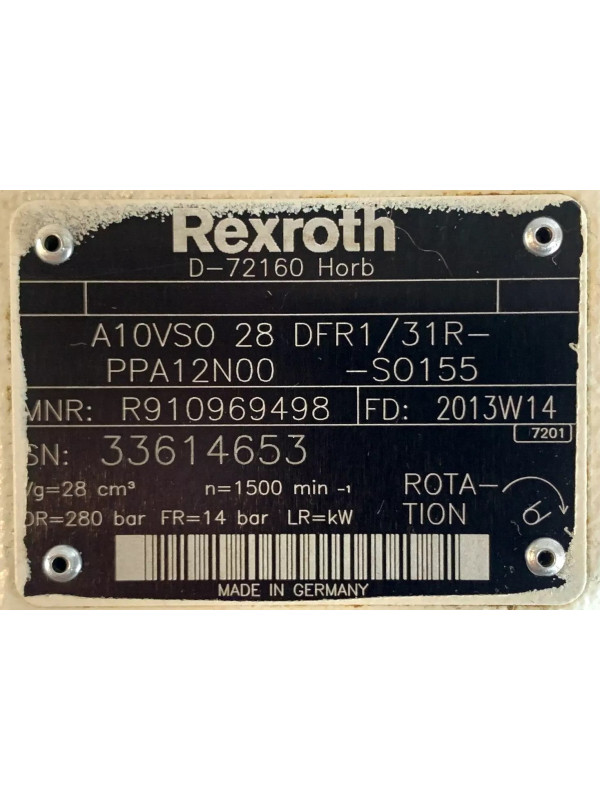 Rexroth
D-72160 Horb
A10VSO 28 DFR1/31R-
PPA12N00 -SO155
MNR: R910969498 FD: 2013W14
7201
SN: 33614653
Vg=28 cm³ n=1500 min -1 ROTA-
DR=280 bar FR=14 bar LR=kW TION
MADE IN GERMANY